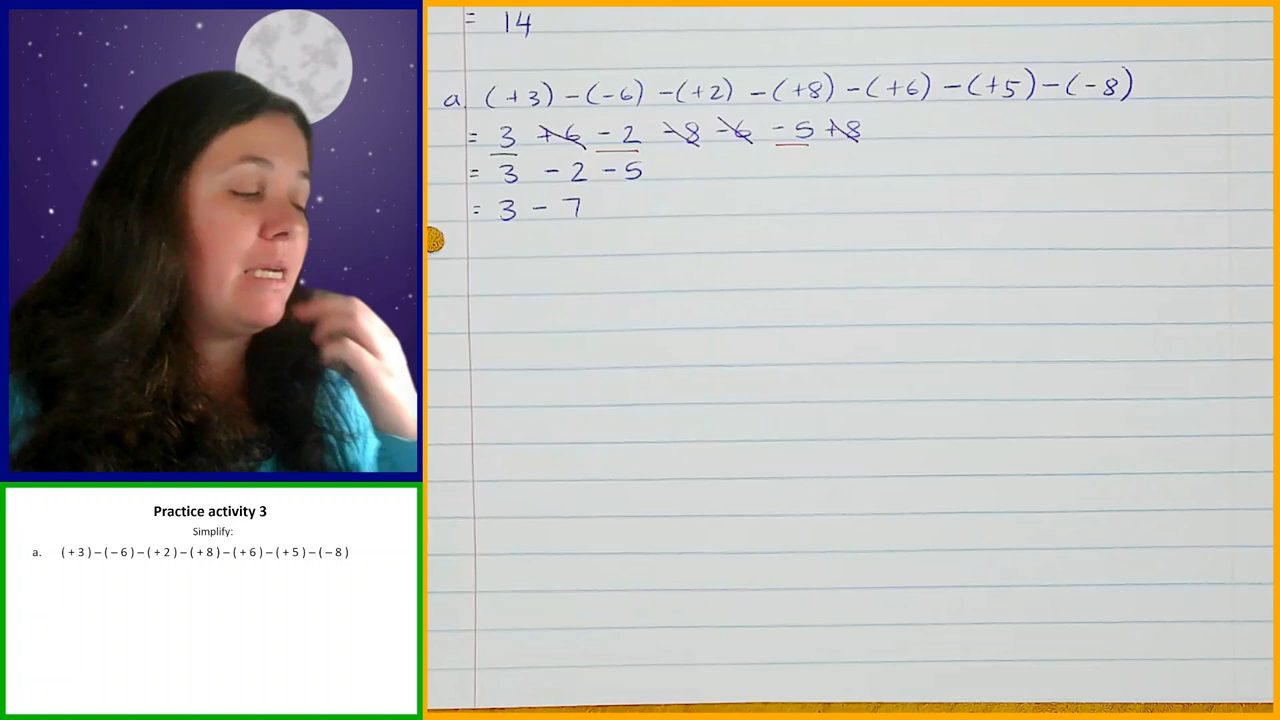 = 14
a. (+3) - (-6) - (+2) - (+8) - (+6) - (+5) - (-8)
= 3 +6 - 2 -8 -6 - 5 +8
= 3 - 2 - 5
= 3 - 7
Practice activity 3
Simplify:
a. (+3)–(–6)–(+2)–(+8)–(+6)–(+5)–(–8)